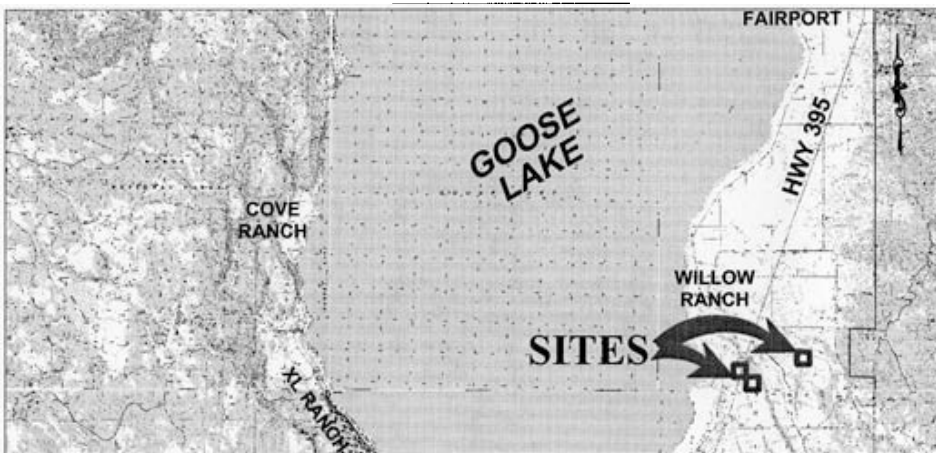 FAIRPORT
HWY 395
GOOSE
LAKE
COVE
RANCH
WILLOW
RANCH
SITES
XL RANCH